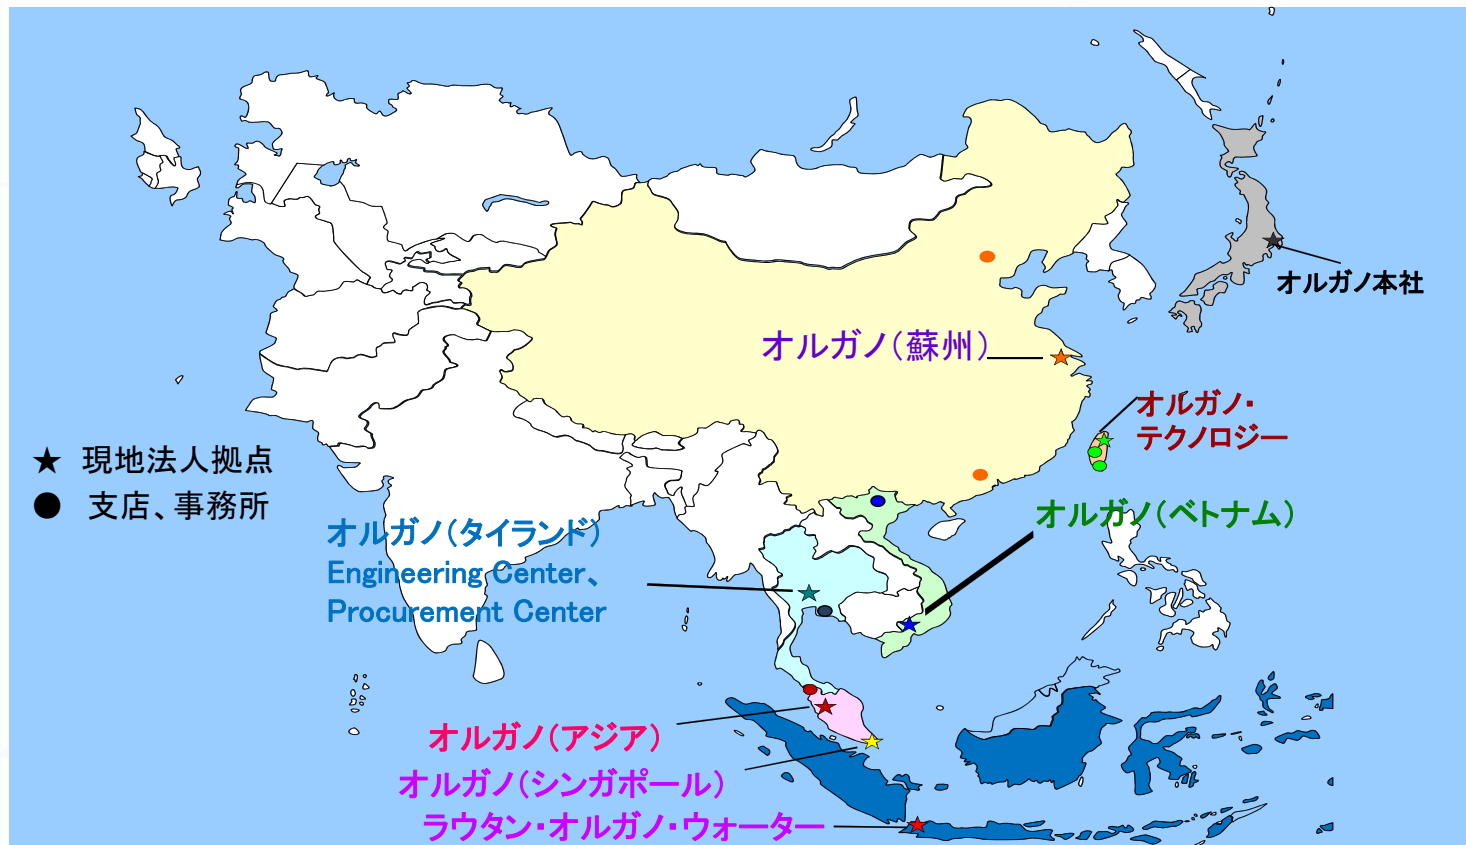 オルガノ本社
オルガノ（蘇州）
オルガノ・
テクノロジー
★ 現地法人拠点
● 支店、事務所
オルガノ（ベトナム）
オルガノ（タイランド）
Engineering Center、
Procurement Center
オルガノ（アジア）
オルガノ（シンガポール）
ラウタン・オルガノ・ウォーター